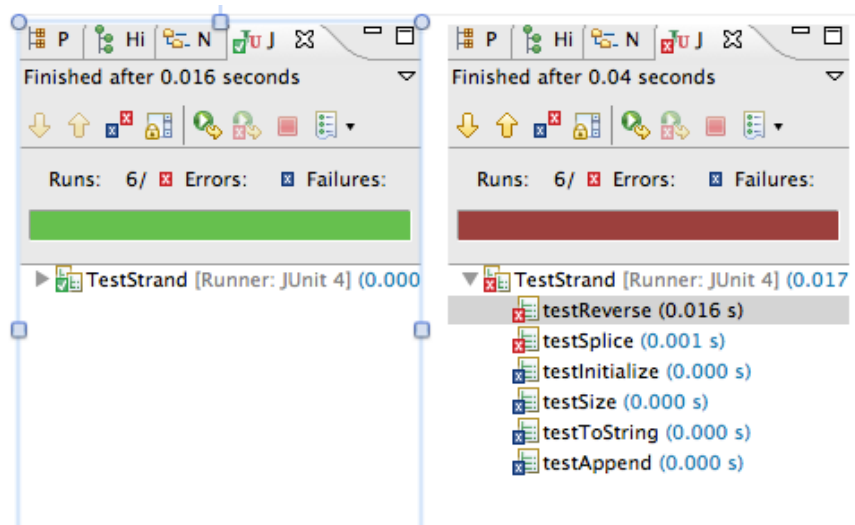 P Hi N JU J
Finished after 0.016 seconds
Runs: 6/ Errors: Failures:
TestStrand [Runner: JUnit 4] (0.000
P Hi N JU J
Finished after 0.04 seconds
Runs: 6/ Errors: Failures:
TestStrand [Runner: JUnit 4] (0.017
testReverse (0.016 s)
testSplice (0.001 s)
testInitialize (0.000 s)
testSize (0.000 s)
testToString (0.000 s)
testAppend (0.000 s)